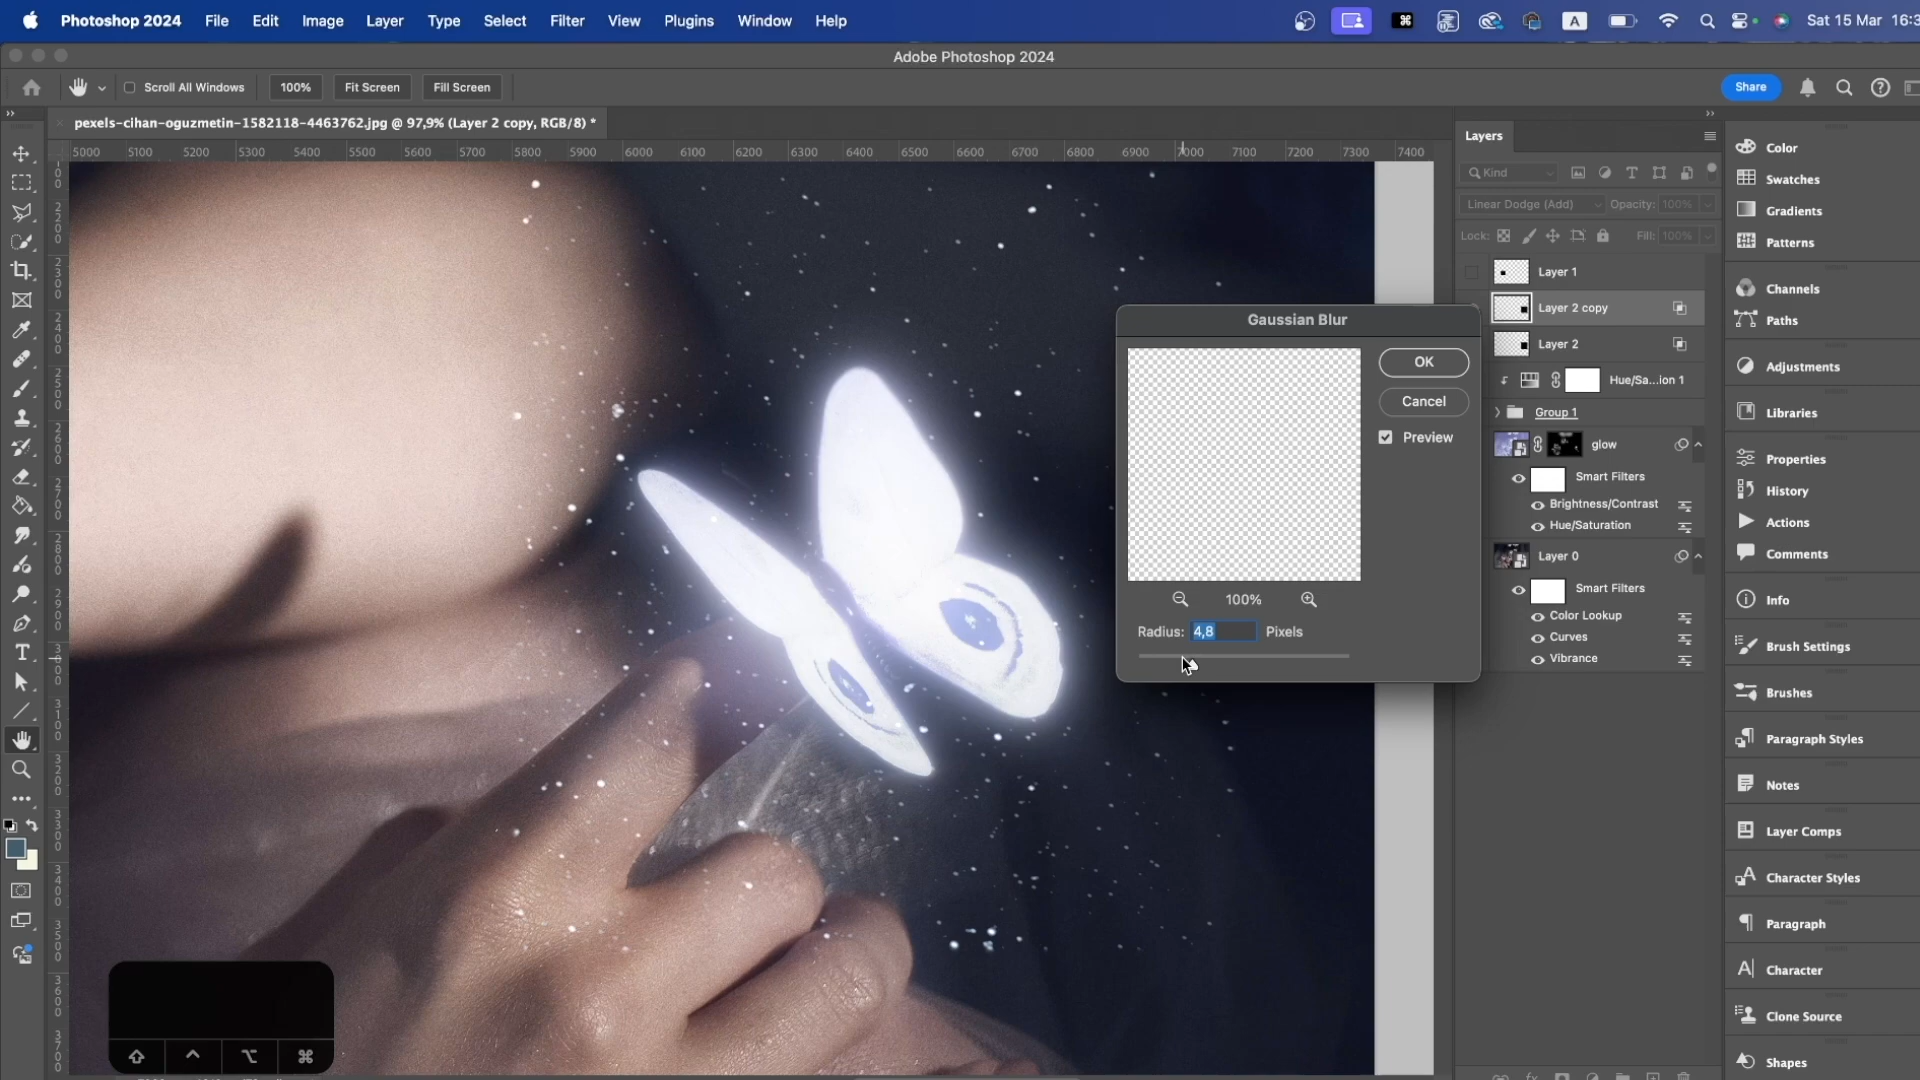 Photoshop 2024 File Edit Image Layer Type Select Filter View Plugins Window Help A Sat 15 Mar 16:3
Adobe Photoshop 2024
Scroll All Windows 100% Fit Screen Fill Screen Share
pexels-cihan-oguzmetin-1582118-4463762.jpg @ 97,9% (Layer 2 copy, RGB/8) *
5000 5100 5200 5300 5400 5500 5600 5700 5800 5900 6000 6100 6200 6300 6400 6500 6600 6700 6800 6900 7000 7100 7200 7300 7400
Layers
Kind
Linear Dodge (Add) Opacity: 100%
Lock: Fill: 100%
Layer 1
Layer 2 copy
Layer 2
Hue/Sa...ion 1
Group 1
glow
Smart Filters
Brightness/Contrast
Hue/Saturation
Layer 0
Smart Filters
Color Lookup
Curves
Vibrance
Gaussian Blur
OK
Cancel
Preview
100%
Radius: 4,8 Pixels
Color
Swatches
Gradients
Patterns
Channels
Paths
Adjustments
Libraries
Properties
History
Actions
Comments
Info
Brush Settings
Brushes
Paragraph Styles
Notes
Layer Comps
Character Styles
Paragraph
Character
Clone Source
Shapes